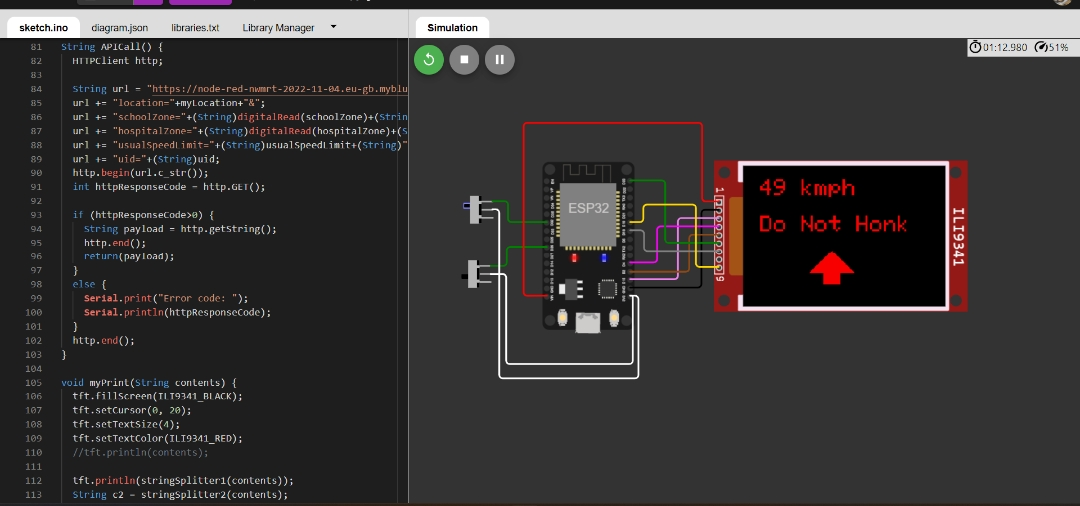 sketch.ino diagram.json libraries.txt Library Manager
81 String APICall() {
82 HTTPClient http;
83
84 String url = "https://node-red-nwmrt-2022-11-04.eu-gb.myblu
85 url += "location="+myLocation+"&";
86 url += "schoolZone="+(String)digitalRead(schoolZone)+(Strin
87 url += "hospitalZone="+(String)digitalRead(hospitalZone)+(S
88 url += "usualSpeedLimit="+(String)usualSpeedLimit+(String)"
89 url += "uid="+(String)uid;
90 http.begin(url.c_str());
91 int httpResponseCode = http.GET();
92
93 if (httpResponseCode>0) {
94 String payload = http.getString();
95 http.end();
96 return(payload);
97 }
98 else {
99 Serial.print("Error code: ");
100 Serial.println(httpResponseCode);
101 }
102 http.end();
103 }
104
105 void myPrint(String contents) {
106 tft.fillScreen(ILI9341_BLACK);
107 tft.setCursor(0, 20);
108 tft.setTextSize(4);
109 tft.setTextColor(ILI9341_RED);
110 //tft.println(contents);
111
112 tft.println(stringSplitter1(contents));
113 String c2 = stringSplitter2(contents);
Simulation
01:12.980 51%
ESP32
1
9
49 kmph
Do Not Honk
ILI9341